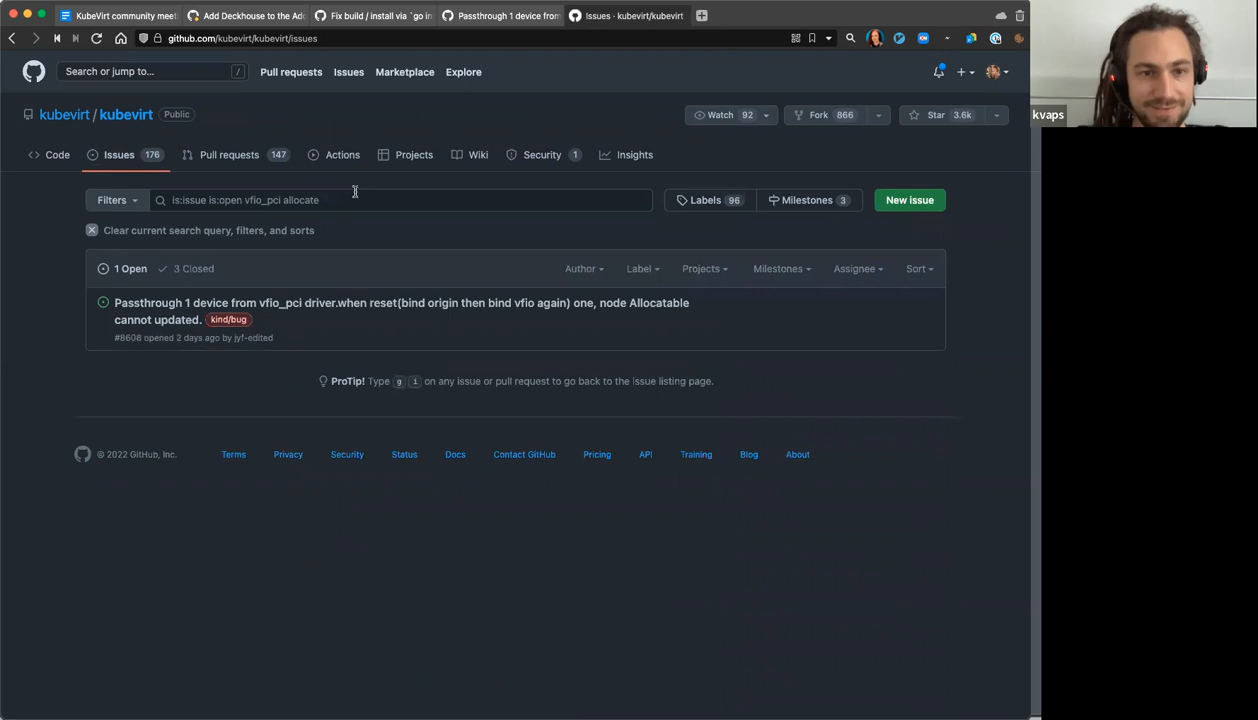 KubeVirt community meeti
Add Deckhouse to the Ado
Fix build / install via `go in
Passthrough 1 device from
Issues · kubevirt/kubevirt
github.com/kubevirt/kubevirt/issues
Search or jump to...
/
Pull requests
Issues
Marketplace
Explore
kubevirt / kubevirt
Public
Watch 92
Fork 866
Star 3.6k
kvaps
Code
Issues 176
Pull requests 147
Actions
Projects
Wiki
Security 1
Insights
Filters
is:issue is:open vfio_pci allocate
Labels 96
Milestones 3
New issue
Clear current search query, filters, and sorts
1 Open
3 Closed
Author
Label
Projects
Milestones
Assignee
Sort
Passthrough 1 device from vfio_pci driver.when reset(bind origin then bind vfio again) one, node Allocatable
cannot updated. kind/bug
#8608 opened 2 days ago by jyf-edited
ProTip! Type g i on any issue or pull request to go back to the issue listing page.
© 2022 GitHub, Inc.
Terms
Privacy
Security
Status
Docs
Contact GitHub
Pricing
API
Training
Blog
About